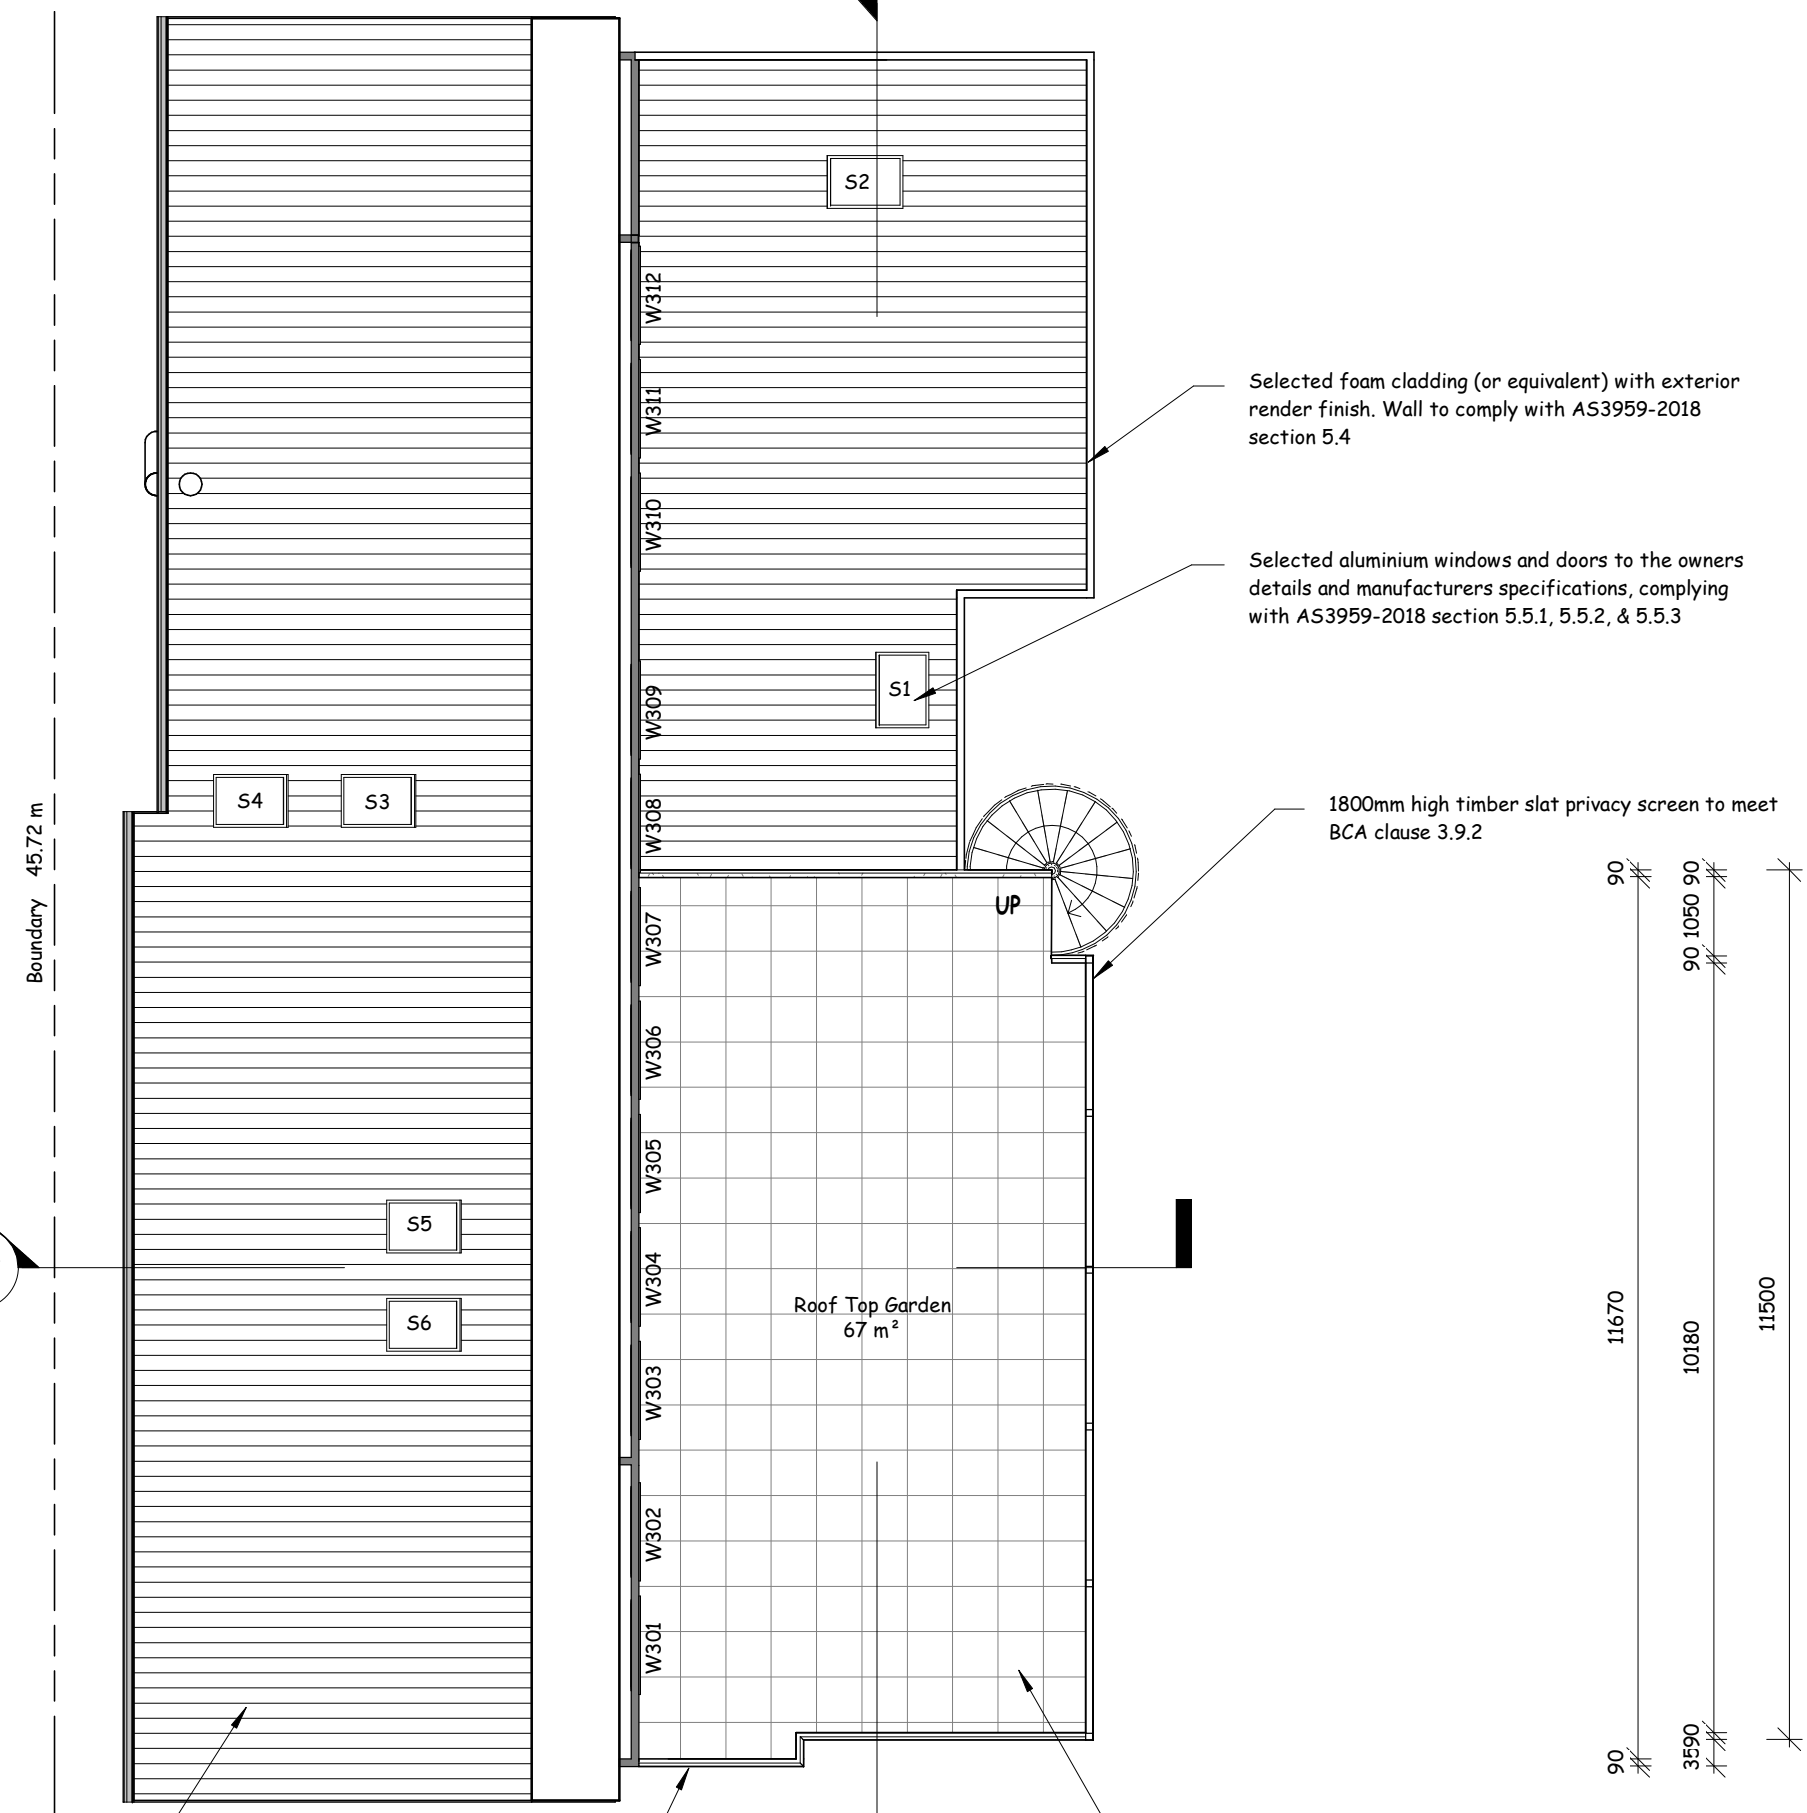 S2
W312
W311
W310
W309
W308
W307
W306
W305
W304
W303
W302
W301
Selected foam cladding (or equivalent) with exterior
render finish. Wall to comply with AS3959-2018
section 5.4
Selected aluminium windows and doors to the owners
details and manufacturers specifications, complying
with AS3959-2018 section 5.5.1, 5.5.2, & 5.5.3
S1
S4
S3
1800mm high timber slat privacy screen to meet
BCA clause 3.9.2
Boundary 45.72 m
UP
S5
S6
Roof Top Garden
67 m²
90
11670
90
90
1050
90
10180
3590
11500